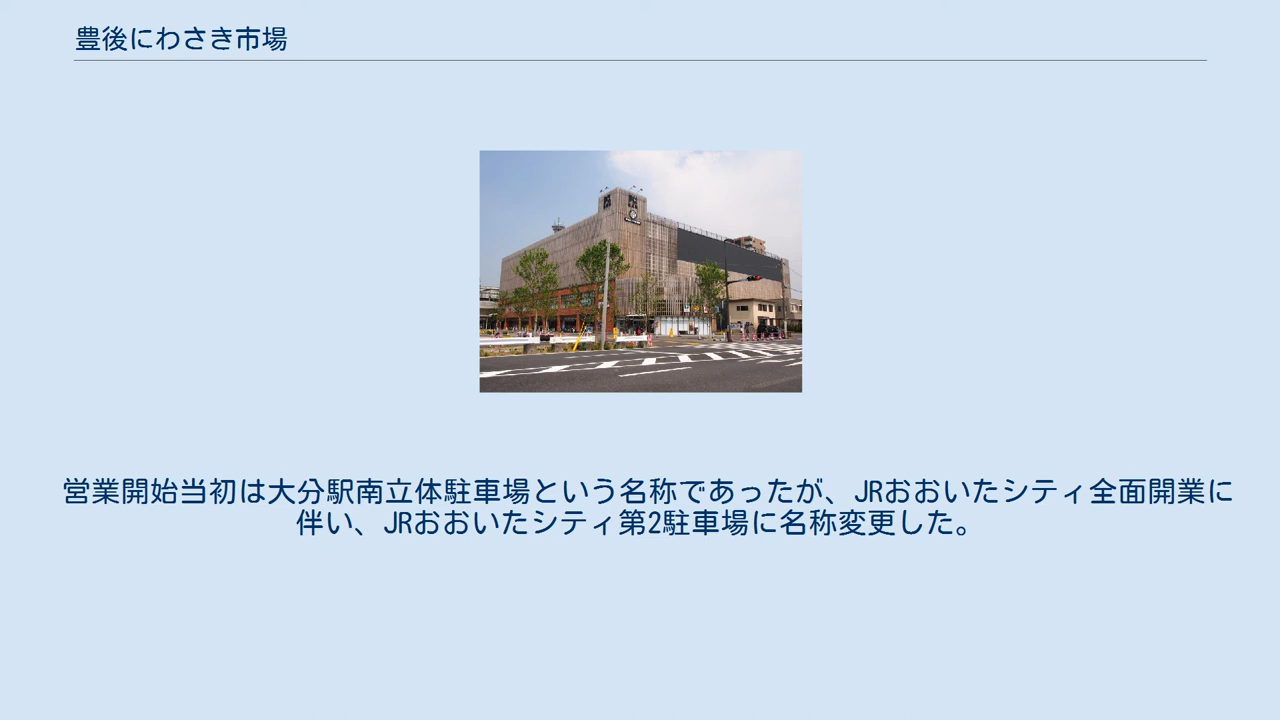 豊後にわさき市場
営業開始当初は大分駅南立体駐車場という名称であったが、JRおおいたシティ全面開業に
伴い、JRおおいたシティ第2駐車場に名称変更した。